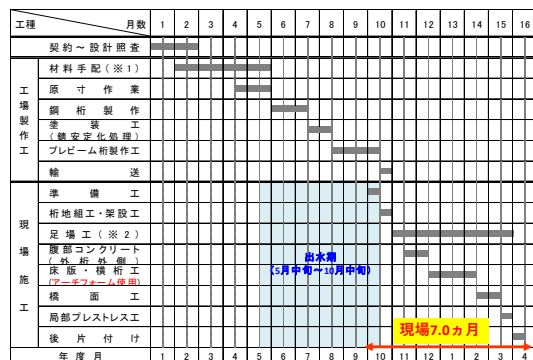 工種 月数 1 2 3 4 5 6 7 8 9 10 11 12 13 14 15 16
契約~設計照査
工場製作工
材料手配(※1)
原寸作業
鋼桁製作
塗装工
(錆安定化処理)
プレビーム桁製作工
輸送
現場施工
準備工
桁地組工・架設工
足場工(※2)
腹部コンクリート
(外桁外側)
床版・横桁工
(アーチフォーム使用)
橋面工
局部プレストレス工
後片付け
出水期
(5月中旬~10月中旬)
現場7.0ヵ月
年度月 1 2 3 4 5 6 7 8 9 10 11 12 1 2 3 4